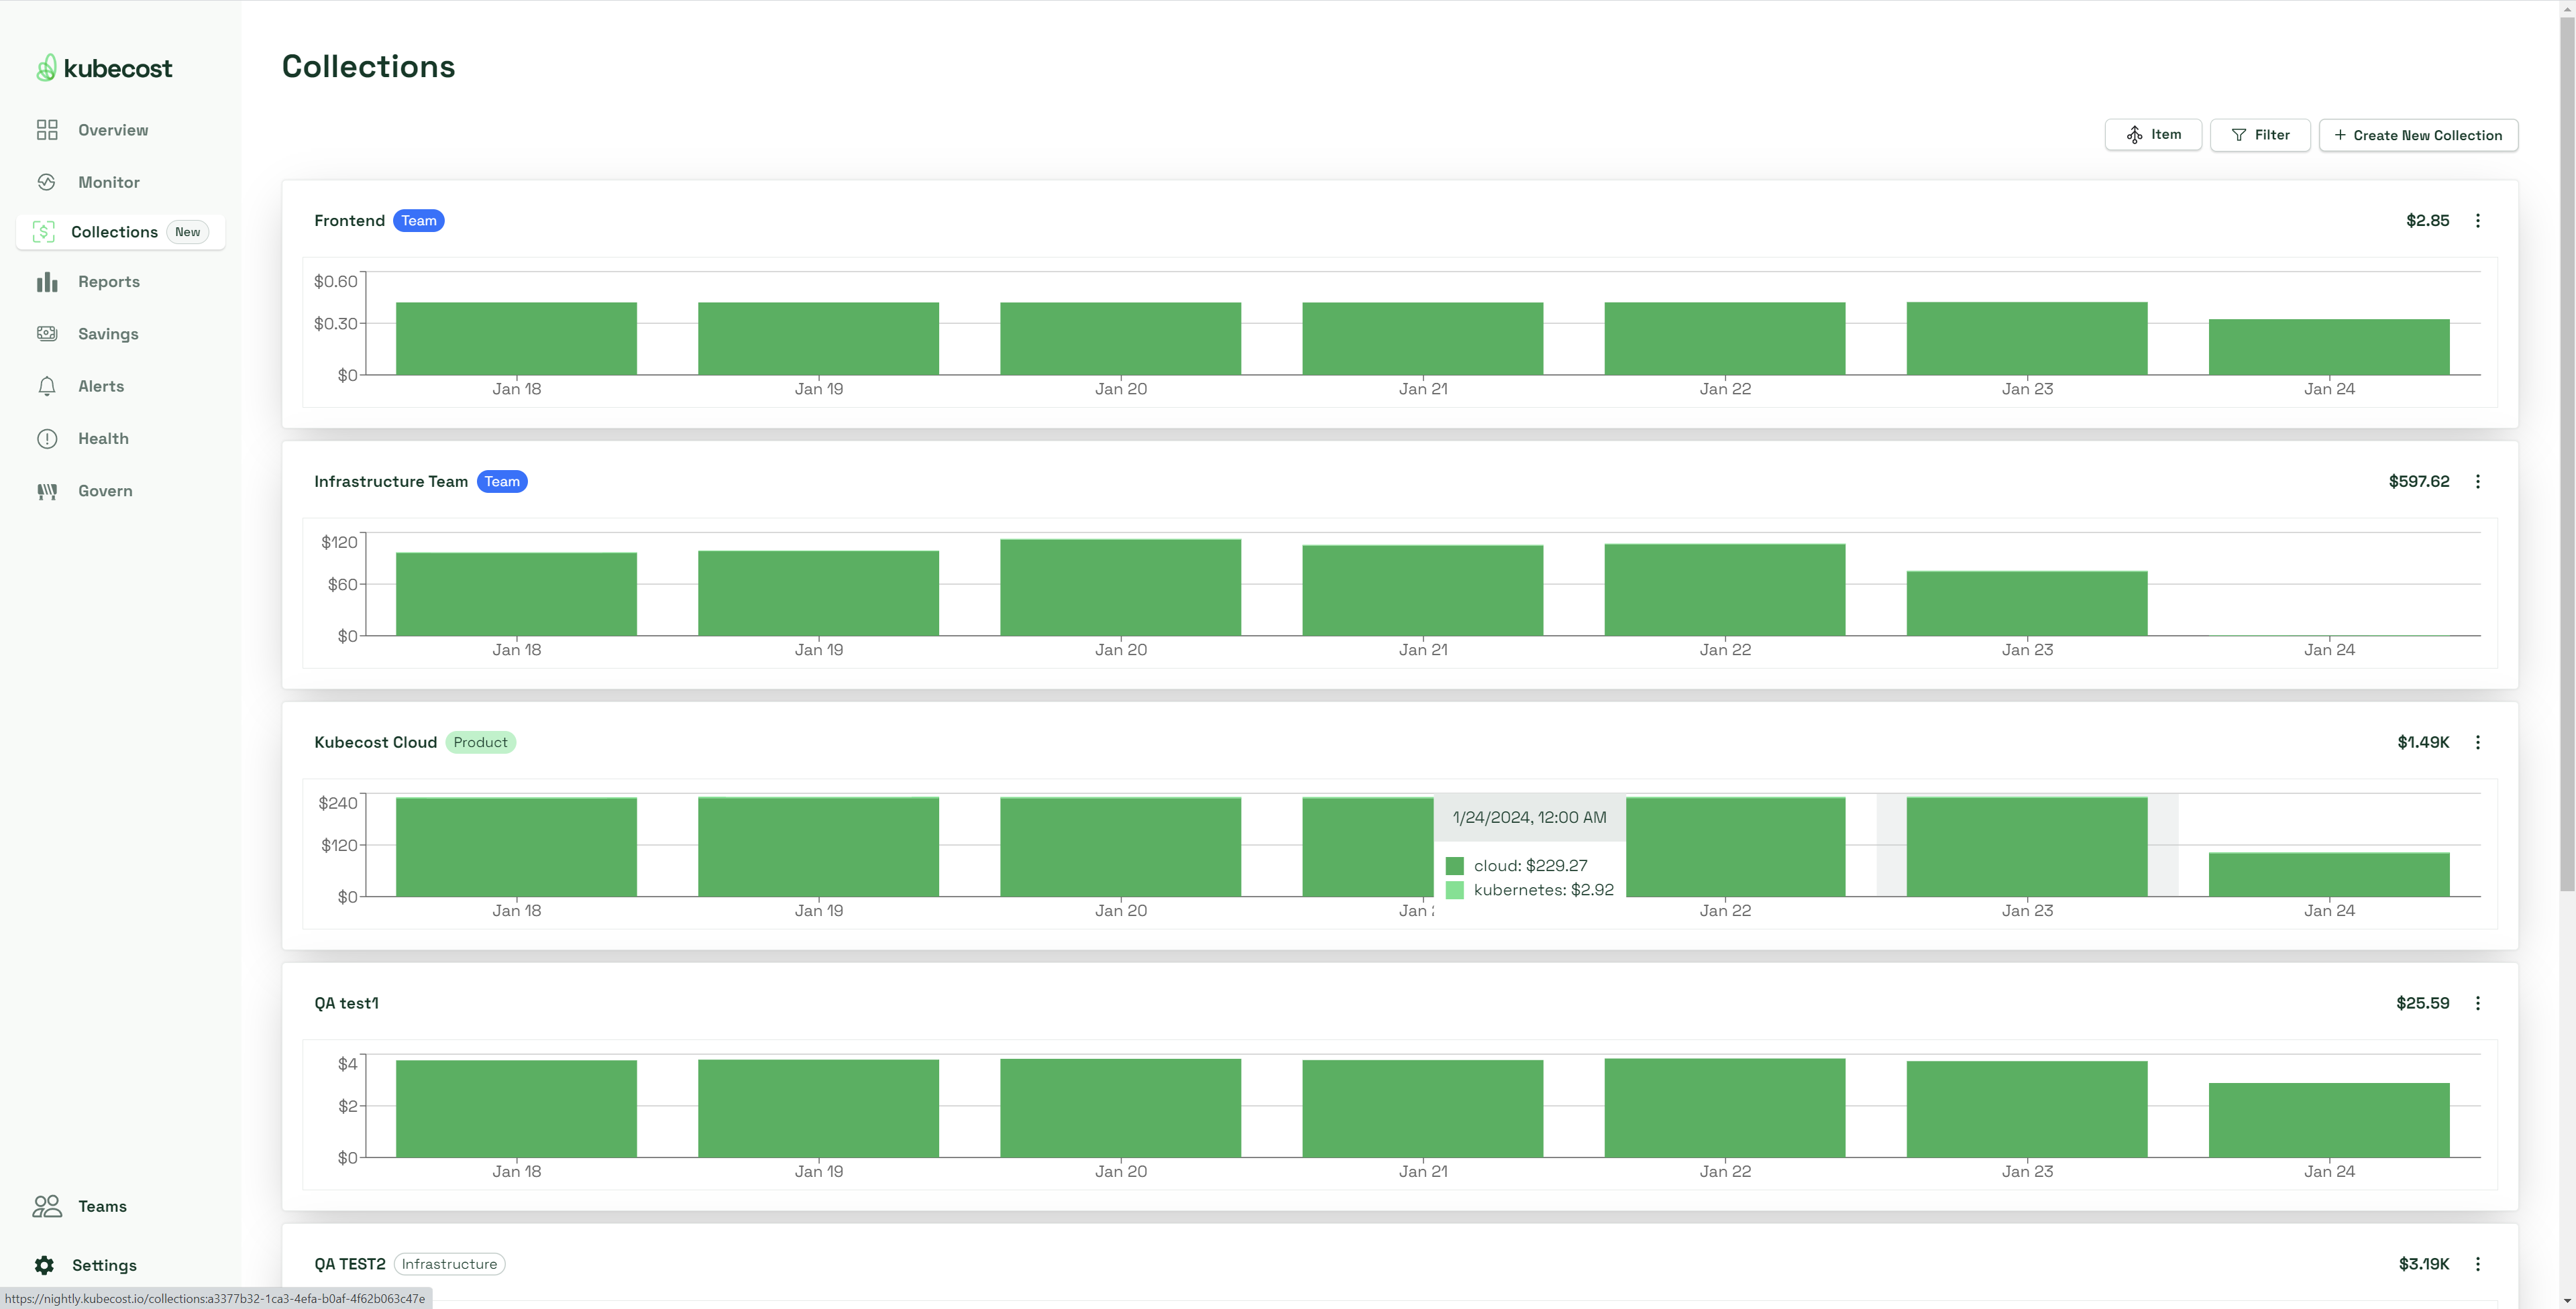 kubecost
Overview
Monitor
Collections New
Reports
Savings
Alerts
Health
Govern
Teams
Settings
Collections
Item
Filter
+ Create New Collection
Frontend Team $2.85
$0.60
$0.30
$0
Jan 18 Jan 19 Jan 20 Jan 21 Jan 22 Jan 23 Jan 24
Infrastructure Team Team $597.62
$120
$60
$0
Jan 18 Jan 19 Jan 20 Jan 21 Jan 22 Jan 23 Jan 24
Kubecost Cloud Product $1.49K
$240
$120
$0
1/24/2024, 12:00 AM
cloud: $229.27
kubernetes: $2.92
Jan 18 Jan 19 Jan 20 Jan Jan 22 Jan 23 Jan 24
QA test1 $25.59
$4
$2
$0
Jan 18 Jan 19 Jan 20 Jan 21 Jan 22 Jan 23 Jan 24
QA TEST2 Infrastructure $3.19K
https://nightly.kubecost.io/collections:a3377b32-1ca3-4efa-b0af-4f62b063c47e